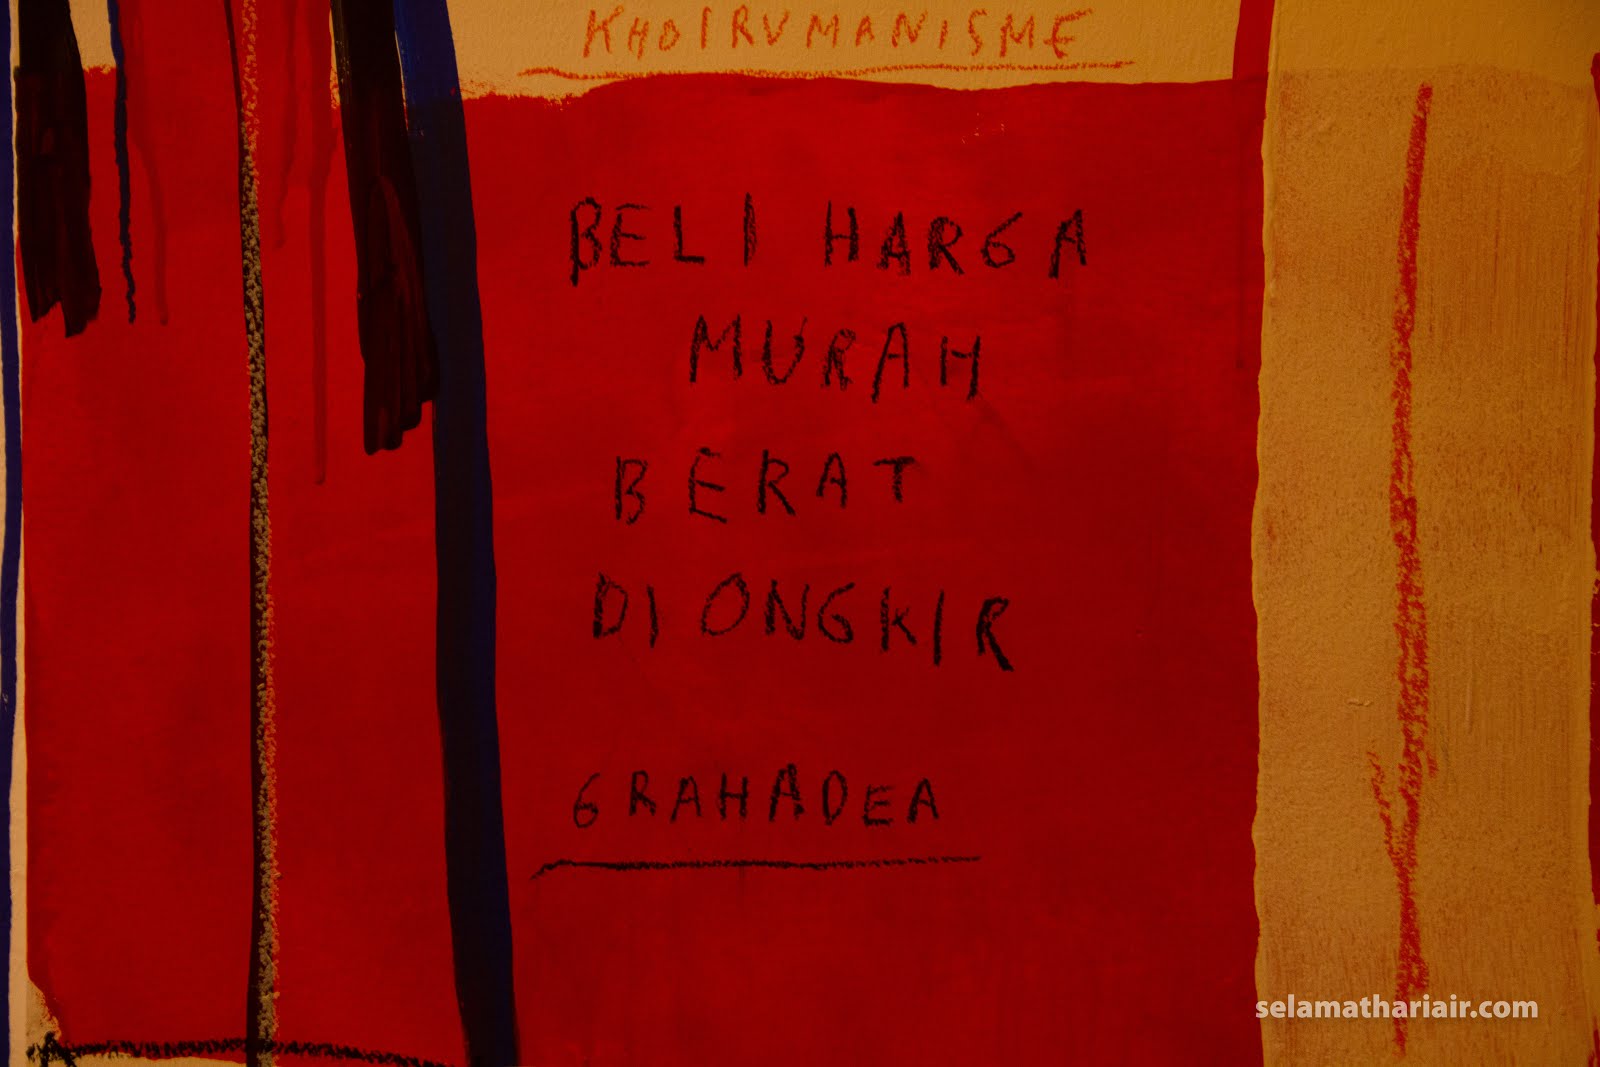 KHOIRUMANISME
BELI HARGA
MURAH
BERAT
DI ONGKIR
GRAHADEA
selamathariair.com